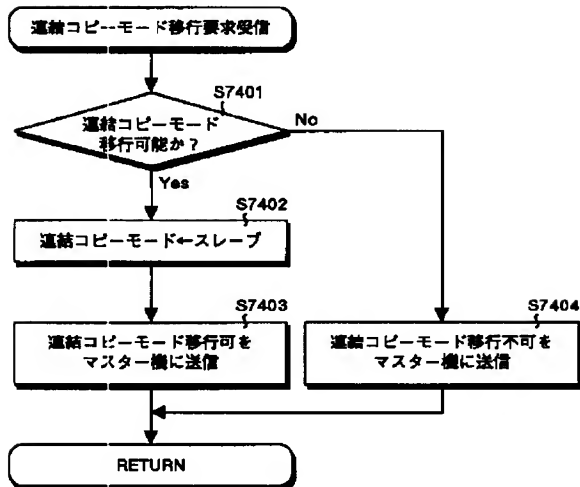 連結コピーモード移行要求受信
S7401
連結コピーモード
移行可能か？
No
Yes
S7402
連結コピーモード←スレーブ
S7403
連結コピーモード移行可を
マスター機に送信
S7404
連結コピーモード移行不可を
マスター機に送信
RETURN